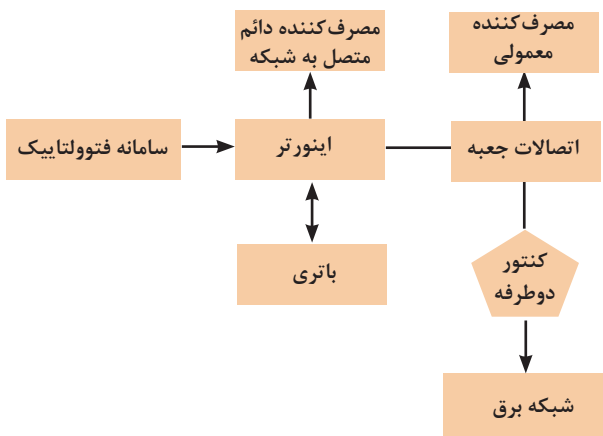 مصرف‌کننده
معمولی
مصرف‌کننده دائم
متصل به شبکه
اتصالات جعبه
اینورتر
سامانه فتوولتاییک
کنتور
دوطرفه
باتری
شبکه برق